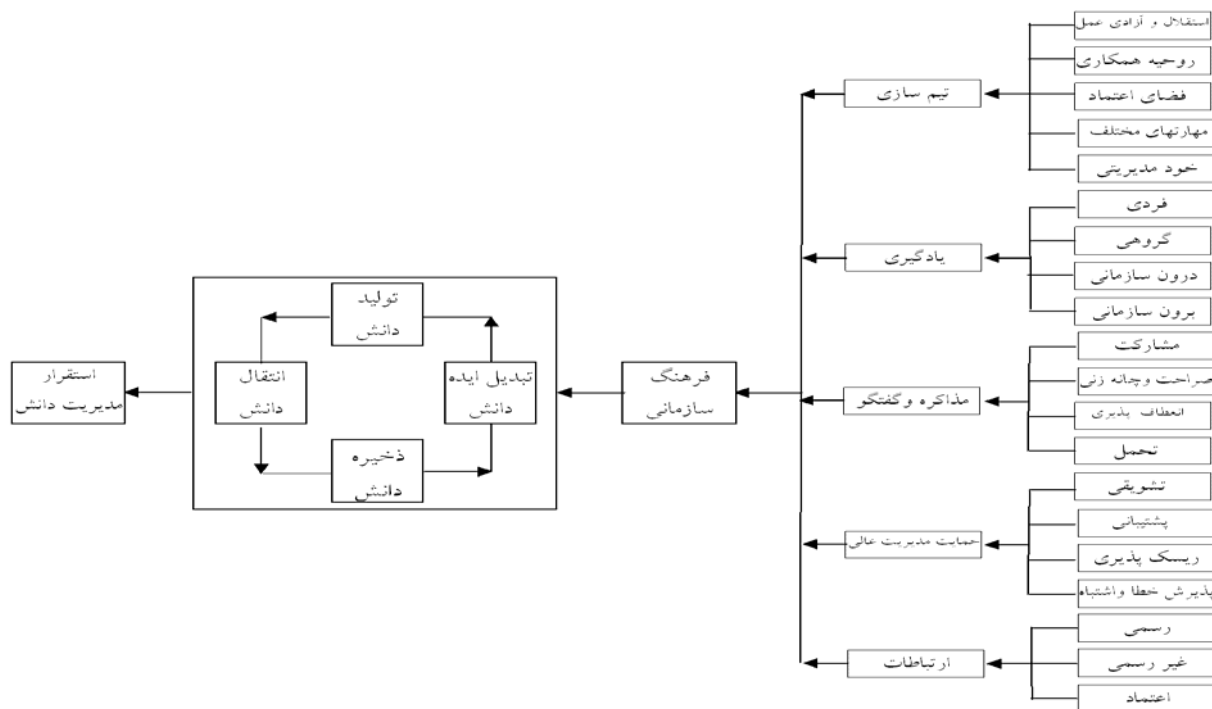 استقلال و آزادی عمل
روحیه همکاری
فضای اعتماد
مهارتهای مختلف
خود مدیریتی
تیم سازی
فردی
گروهی
درون سازمانی
برون سازمانی
یادگیری
مشارکت
صراحت وچانه زنی
انعطاف پذیری
تحمل
مذاکره وگفتگو
تشویقی
پشتیبانی
ریسک پذیری
پذیرش خطا واشتباه
حمایت مدیریت عالی
رسمی
غیر رسمی
اعتماد
ارتباطات
فرهنگ
سازمانی
تولید
دانش
تبدیل ایده
دانش
انتقال
دانش
ذخیره
دانش
استقرار
مدیریت دانش